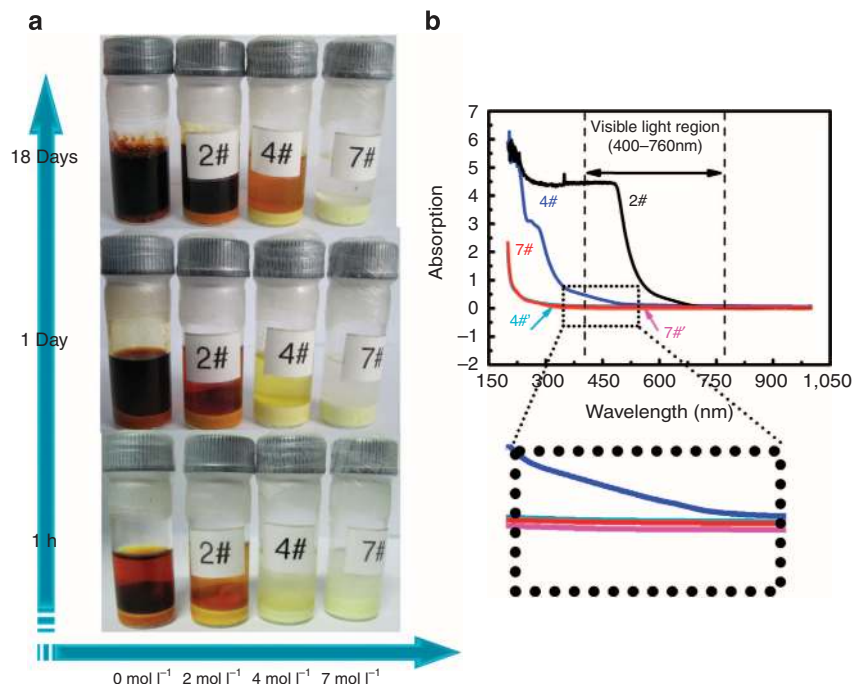 a
18 Days
1 Day
1 h
2#
4#
7#
2#
4#
7#
2#
4#
7#
0 mol l⁻¹ 2 mol l⁻¹ 4 mol l⁻¹ 7 mol l⁻¹
b
7
6
5
4
3
2
1
0
−1
−2
Absorption
Visible light region
(400–760nm)
4#
2#
7#
4#'
7#'
150 300 450 600 750 900 1,050
Wavelength (nm)